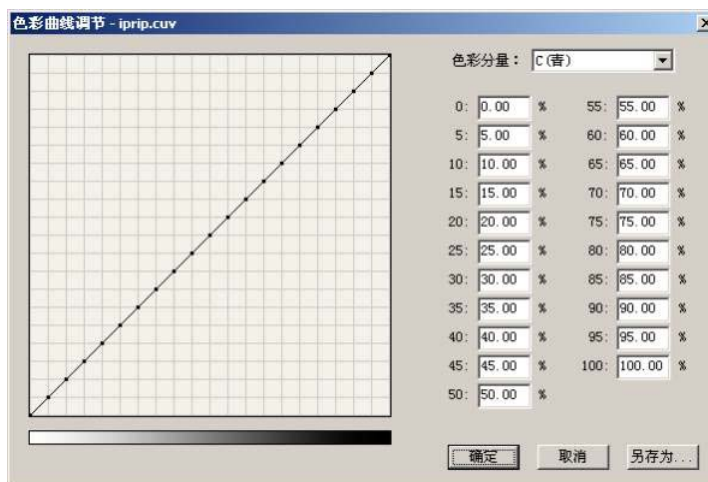 色彩曲线调节 - iprip.cuv
色彩分量： C(青)
0: 0.00 % 55: 55.00 %
5: 5.00 % 60: 60.00 %
10: 10.00 % 65: 65.00 %
15: 15.00 % 70: 70.00 %
20: 20.00 % 75: 75.00 %
25: 25.00 % 80: 80.00 %
30: 30.00 % 85: 85.00 %
35: 35.00 % 90: 90.00 %
40: 40.00 % 95: 95.00 %
45: 45.00 % 100: 100.00 %
50: 50.00 %
确定 取消 另存为...